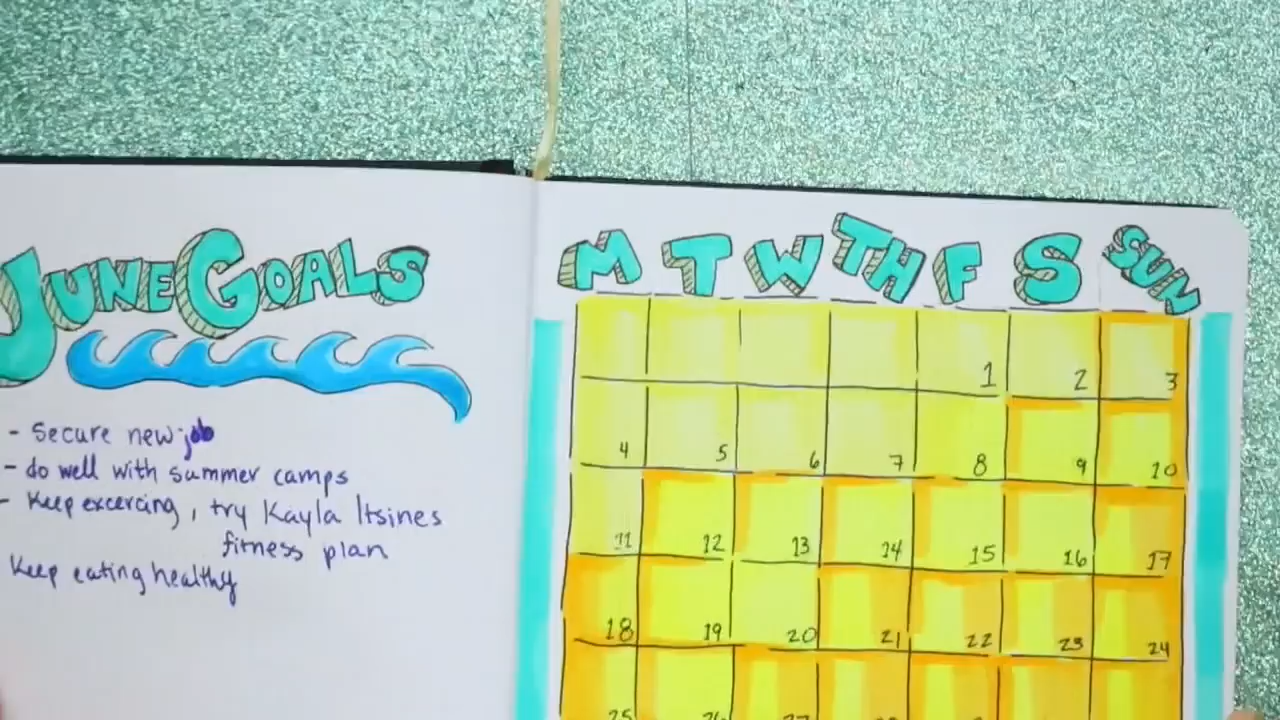 JUNE GOALS
- Secure new job
- do well with summer camps
- Keep excercing, try Kayla Itsines
fitness plan
Keep eating healthy
M T W TH F S SUN
1 2 3
4 5 6 7 8 9 10
11 12 13 14 15 16 17
18 19 20 21 22 23 24
25 26 27